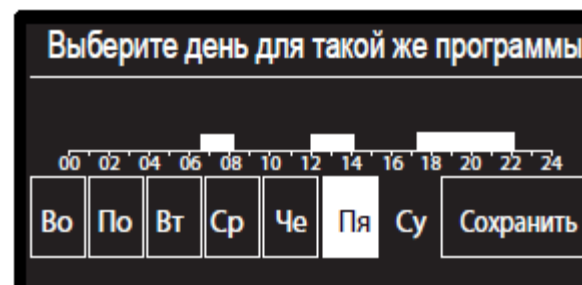 Выберите день для такой же программы
00 02 04 06 08 10 12 14 16 18 20 22 24
Во По Вт Ср Че Пя Су Сохранить